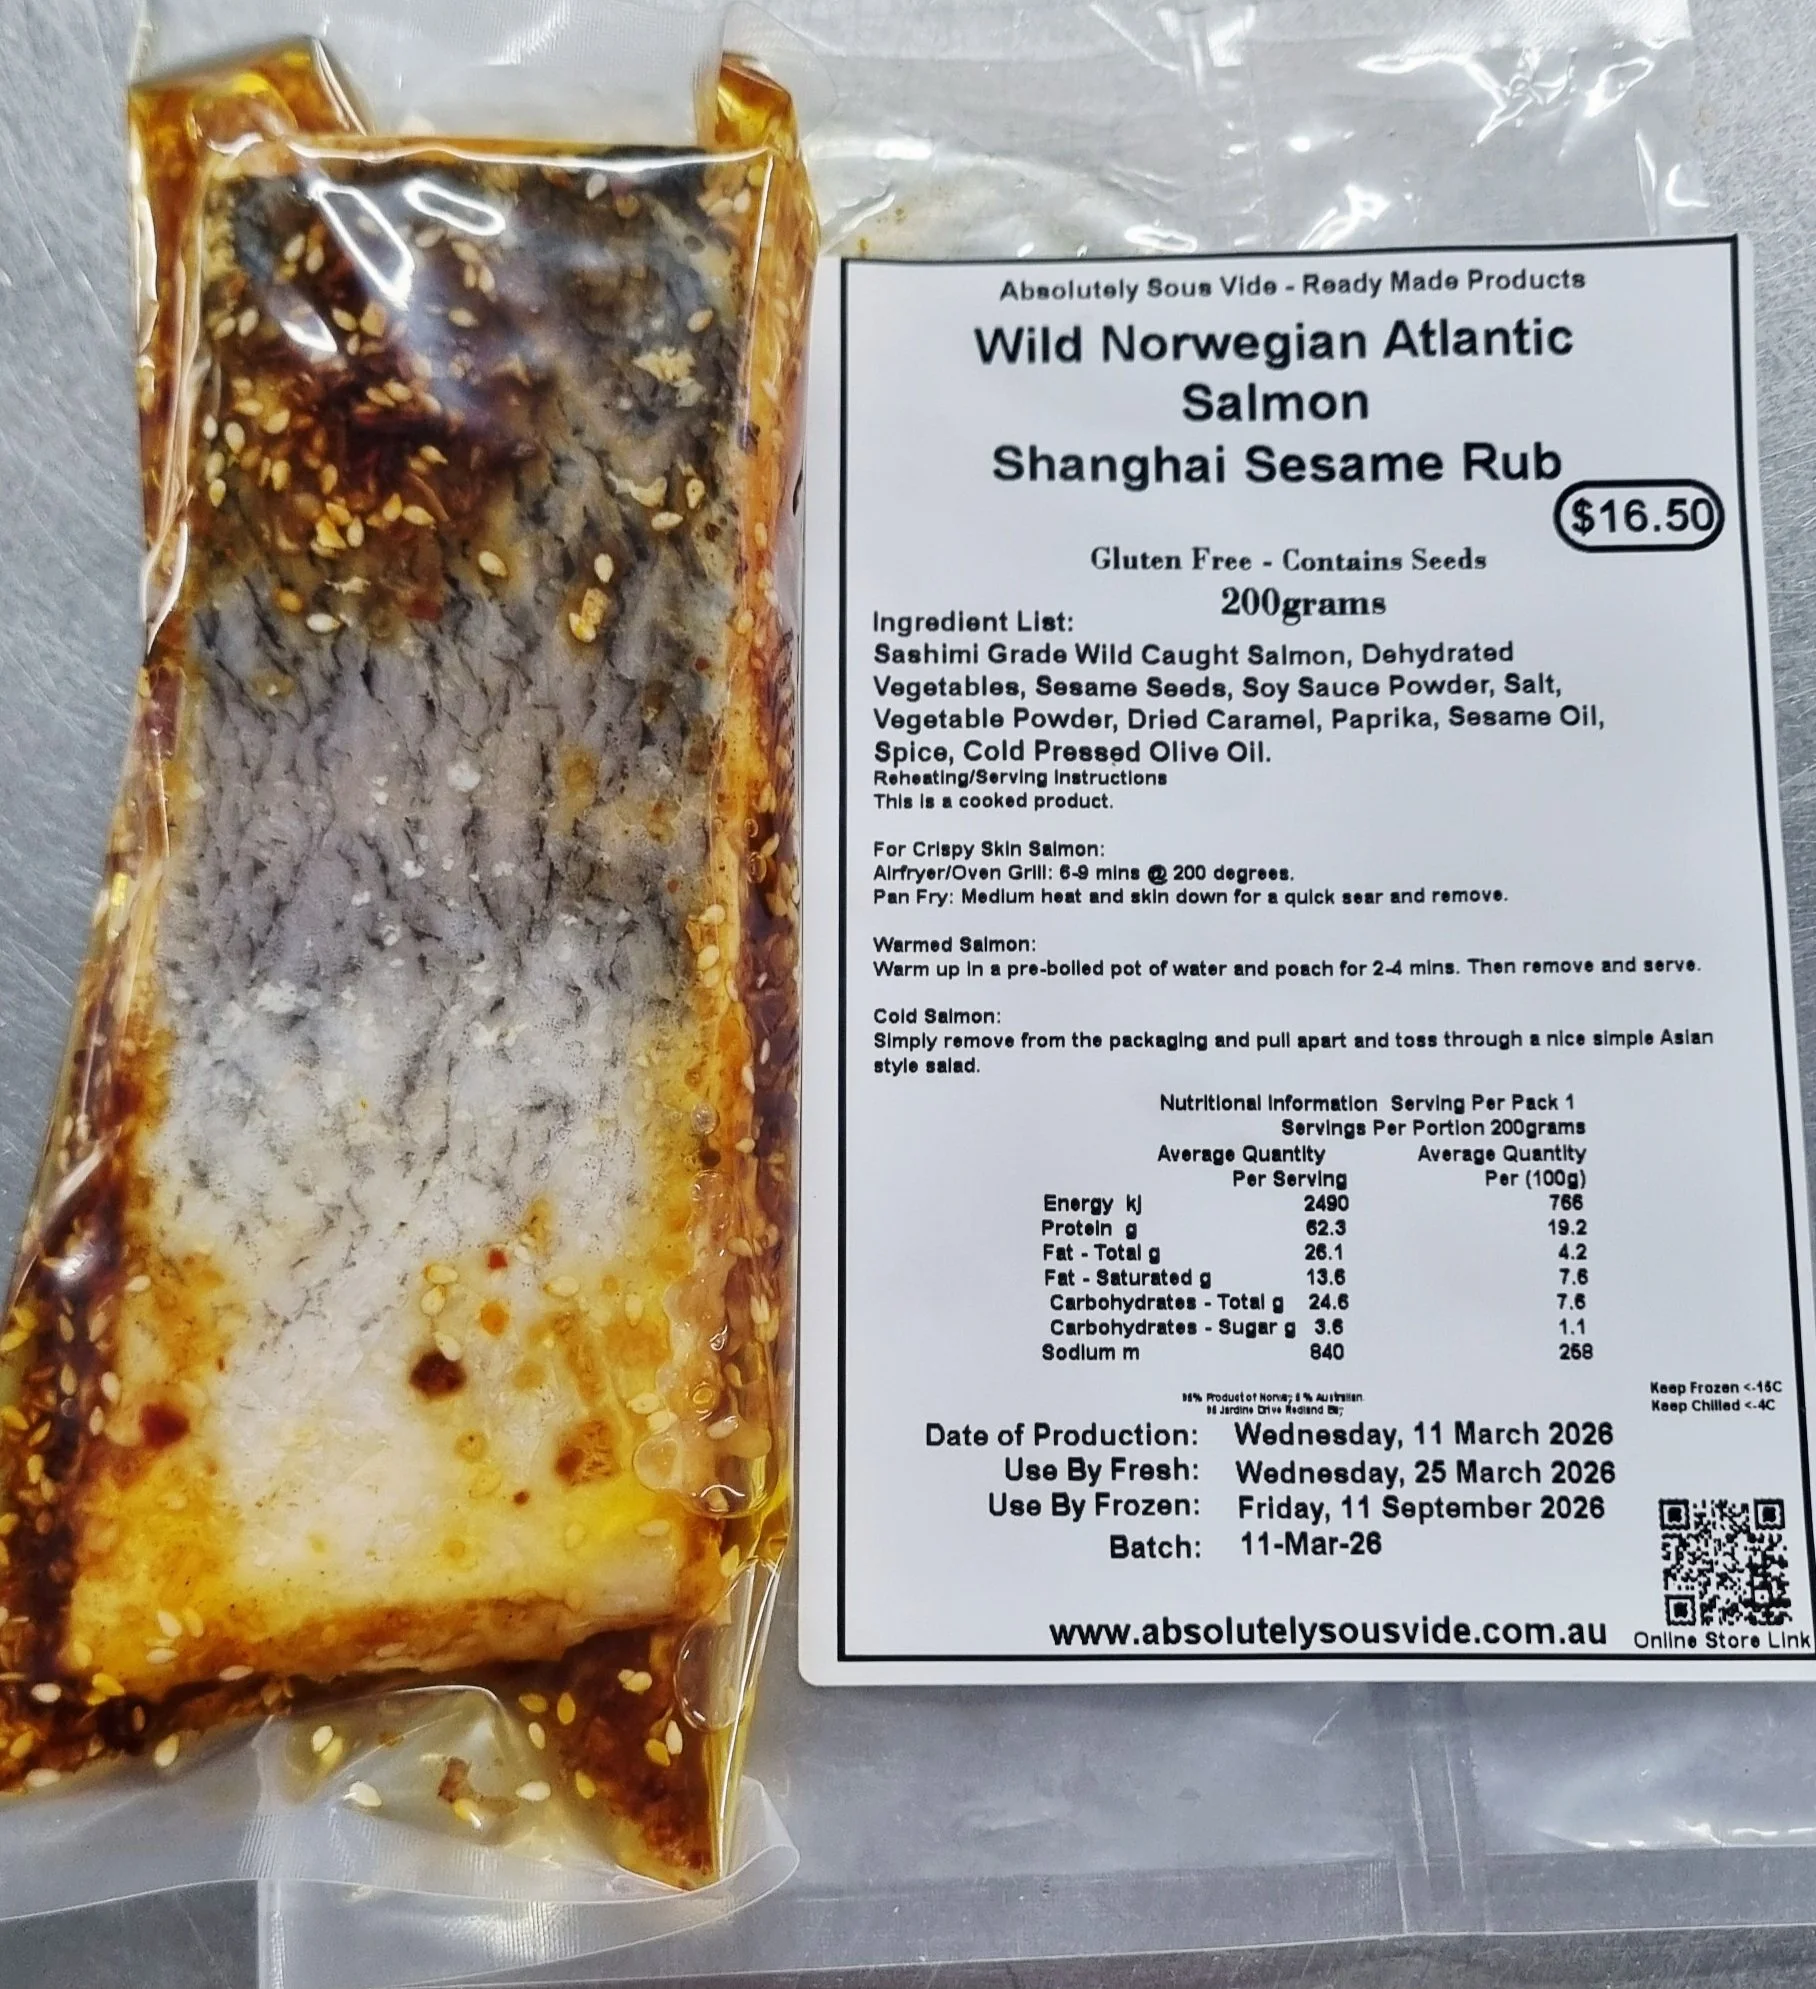 Absolutely Sous Vide - Ready Made Products
Wild Norwegian Atlantic
Salmon
Shanghai Sesame Rub
$16.50
Gluten Free - Contains Seeds
200grams
Ingredient List:
Sashimi Grade Wild Caught Salmon, Dehydrated
Vegetables, Sesame Seeds, Soy Sauce Powder, Salt,
Vegetable Powder, Dried Caramel, Paprika, Sesame Oil,
Spice, Cold Pressed Olive Oil.
Reheating/Serving Instructions
This is a cooked product.
For Crispy Skin Salmon:
Airfryer/Oven Grill: 6-9 mins @ 200 degrees.
Pan Fry: Medium heat and skin down for a quick sear and remove.
Warmed Salmon:
Warm up in a pre-boiled pot of water and poach for 2-4 mins. Then remove and serve.
Cold Salmon:
Simply remove from the packaging and pull apart and toss through a nice simple Asian
style salad.
Nutritional Information Serving Per Pack 1
Servings Per Portion 200grams
Average Quantity Average Quantity
Per Serving Per (100g)
Energy kj 2490 766
Protein g 62.3 19.2
Fat - Total g 26.1 4.2
Fat - Saturated g 13.6 7.6
Carbohydrates - Total g 24.6 7.6
Carbohydrates - Sugar g 3.6 1.1
Sodium m 840 258
Product of % Australian
Jardine Drive Redland
Keep Frozen <-15C
Keep Chilled <-4C
Date of Production: Wednesday, 11 March 2026
Use By Fresh: Wednesday, 25 March 2026
Use By Frozen: Friday, 11 September 2026
Batch: 11-Mar-26
www.absolutelysousvide.com.au
Online Store Link